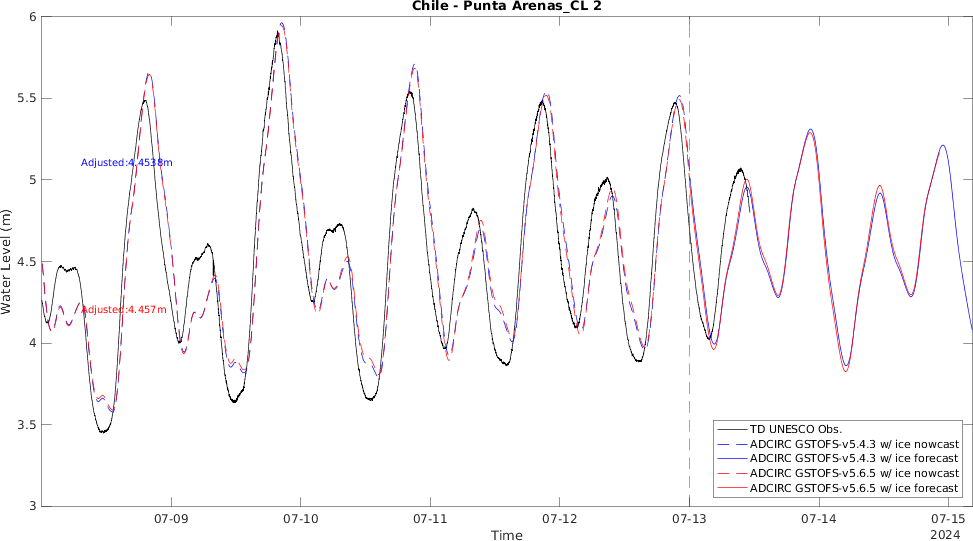 Chile - Punta Arenas_CL 2
Water Level (m)
6
5.5
5
4.5
4
3.5
3
Adjusted:4.4538m
Adjusted:4.457m
TD UNESCO Obs.
ADCIRC GSTOFS-v5.4.3 w/ ice nowcast
ADCIRC GSTOFS-v5.4.3 w/ ice forecast
ADCIRC GSTOFS-v5.6.5 w/ ice nowcast
ADCIRC GSTOFS-v5.6.5 w/ ice forecast
07-09 07-10 07-11 07-12 07-13 07-14 07-15
Time
2024